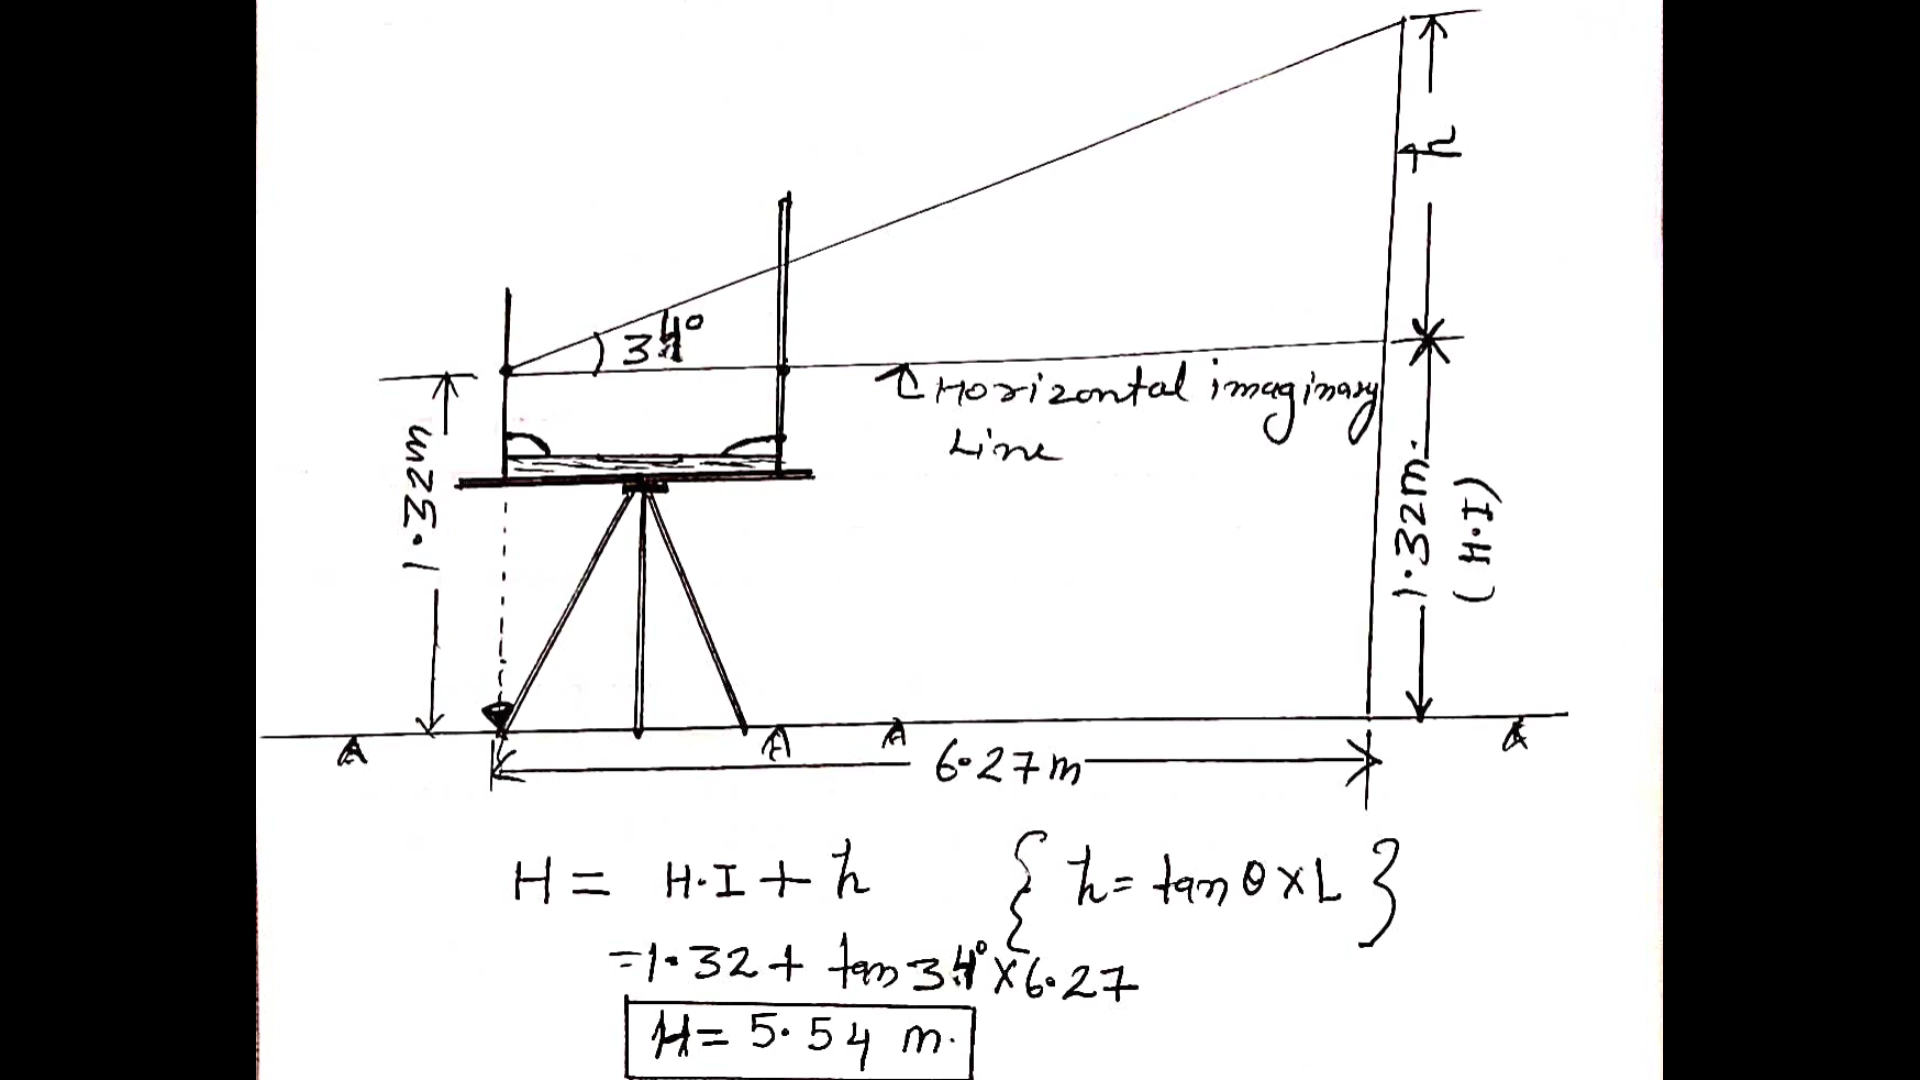 h
34°
Horizontal imaginary
Line
1.32m
1.32m.
(H.I)
A
A
A
A
6.27m
H = H.I + h { h = tan θ X L }
= 1.32 + tan 34° X 6.27
H = 5.54 m.